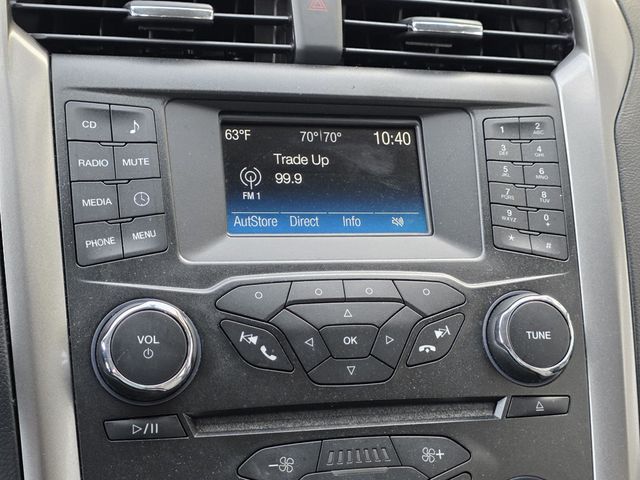 CD
RADIO MUTE
MEDIA
PHONE MENU
63°F 70°|70° 10:40
Trade Up
99.9
FM 1
AutStore Direct Info
1 2 ABC
3 DEF 4 GHI
5 JKL 6 MNO
7 PQRS 8 TUV
9 WXYZ 0 +
* #
VOL
OK
TUNE